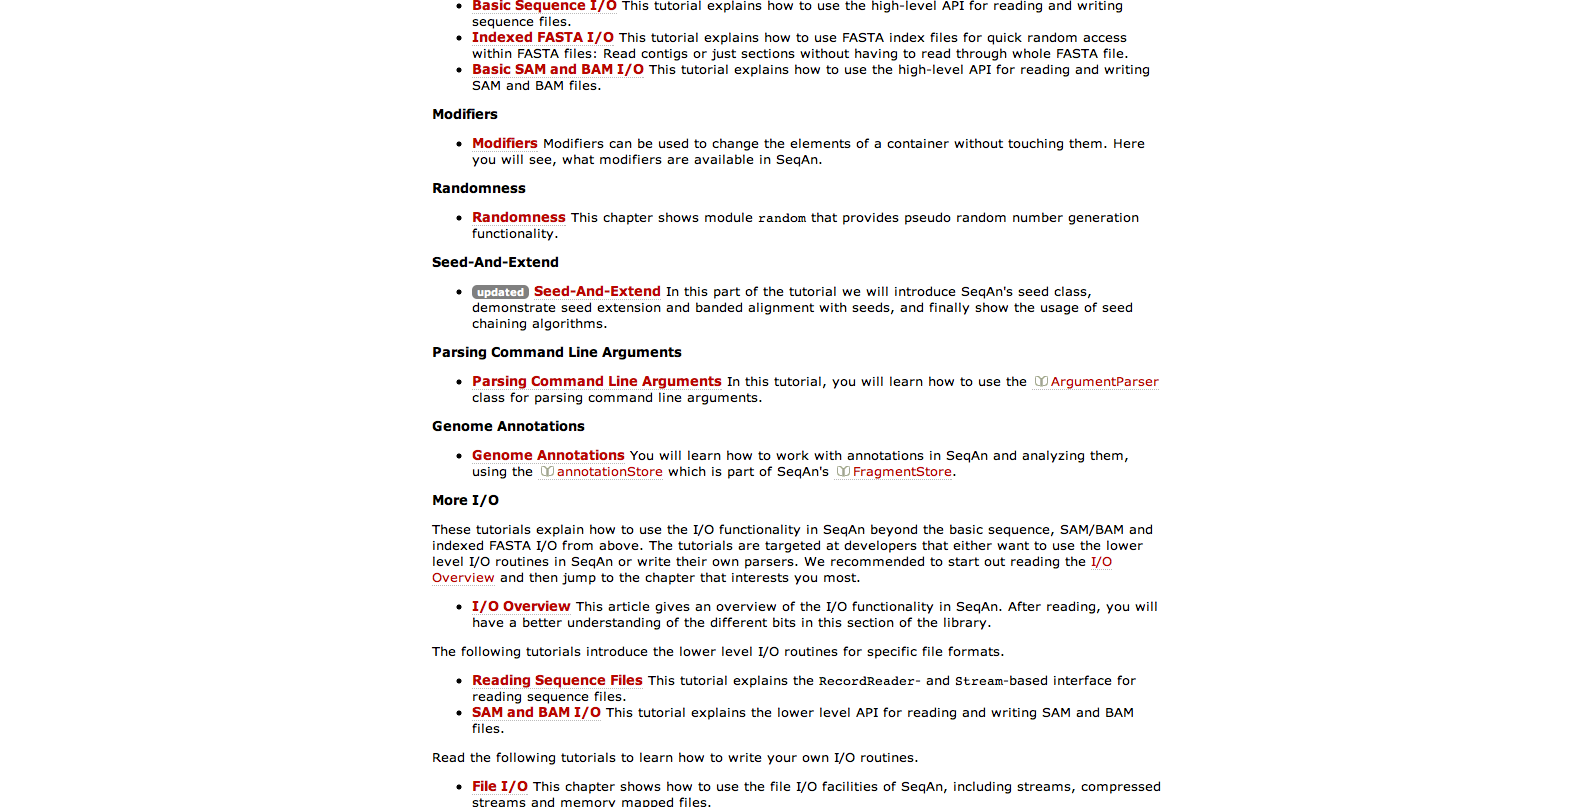 Basic Sequence I/O This tutorial explains how to use the high-level API for reading and writing
sequence files.
Indexed FASTA I/O This tutorial explains how to use FASTA index files for quick random access
within FASTA files: Read contigs or just sections without having to read through whole FASTA file.
Basic SAM and BAM I/O This tutorial explains how to use the high-level API for reading and writing
SAM and BAM files.
Modifiers
Modifiers Modifiers can be used to change the elements of a container without touching them. Here
you will see, what modifiers are available in SeqAn.
Randomness
Randomness This chapter shows module random that provides pseudo random number generation
functionality.
Seed-And-Extend
updated Seed-And-Extend In this part of the tutorial we will introduce SeqAn's seed class,
demonstrate seed extension and banded alignment with seeds, and finally show the usage of seed
chaining algorithms.
Parsing Command Line Arguments
Parsing Command Line Arguments In this tutorial, you will learn how to use the ArgumentParser
class for parsing command line arguments.
Genome Annotations
Genome Annotations You will learn how to work with annotations in SeqAn and analyzing them,
using the annotationStore which is part of SeqAn's FragmentStore.
More I/O
These tutorials explain how to use the I/O functionality in SeqAn beyond the basic sequence, SAM/BAM and
indexed FASTA I/O from above. The tutorials are targeted at developers that either want to use the lower
level I/O routines in SeqAn or write their own parsers. We recommended to start out reading the I/O
Overview and then jump to the chapter that interests you most.
I/O Overview This article gives an overview of the I/O functionality in SeqAn. After reading, you will
have a better understanding of the different bits in this section of the library.
The following tutorials introduce the lower level I/O routines for specific file formats.
Reading Sequence Files This tutorial explains the RecordReader- and Stream-based interface for
reading sequence files.
SAM and BAM I/O This tutorial explains the lower level API for reading and writing SAM and BAM
files.
Read the following tutorials to learn how to write your own I/O routines.
File I/O This chapter shows how to use the file I/O facilities of SeqAn, including streams, compressed
streams and memory mapped files.